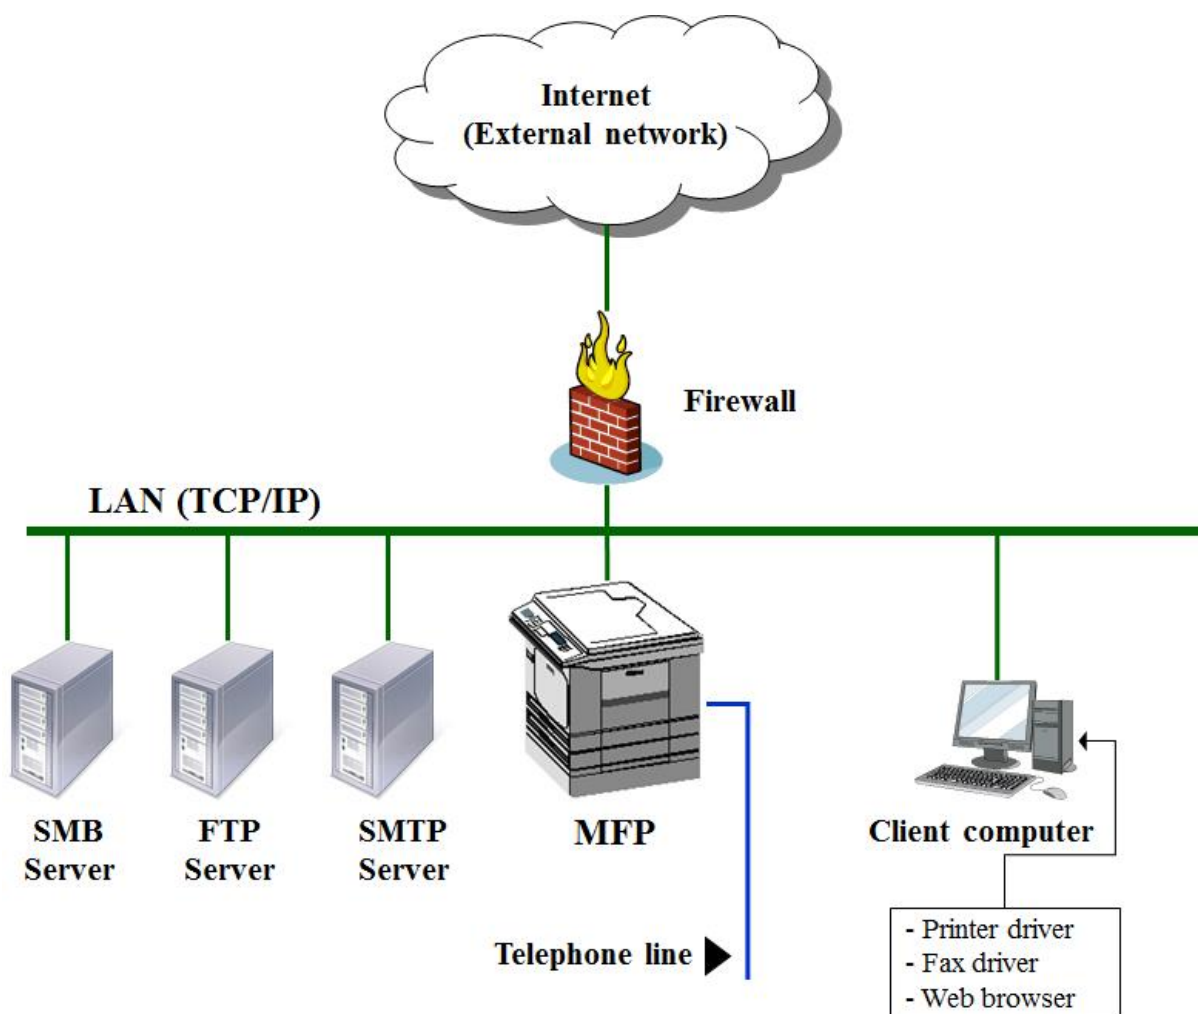 Internet
(External network)
Firewall
LAN (TCP/IP)
SMB
Server
FTP
Server
SMTP
Server
MFP
Client computer
Telephone line
- Printer driver
- Fax driver
- Web browser